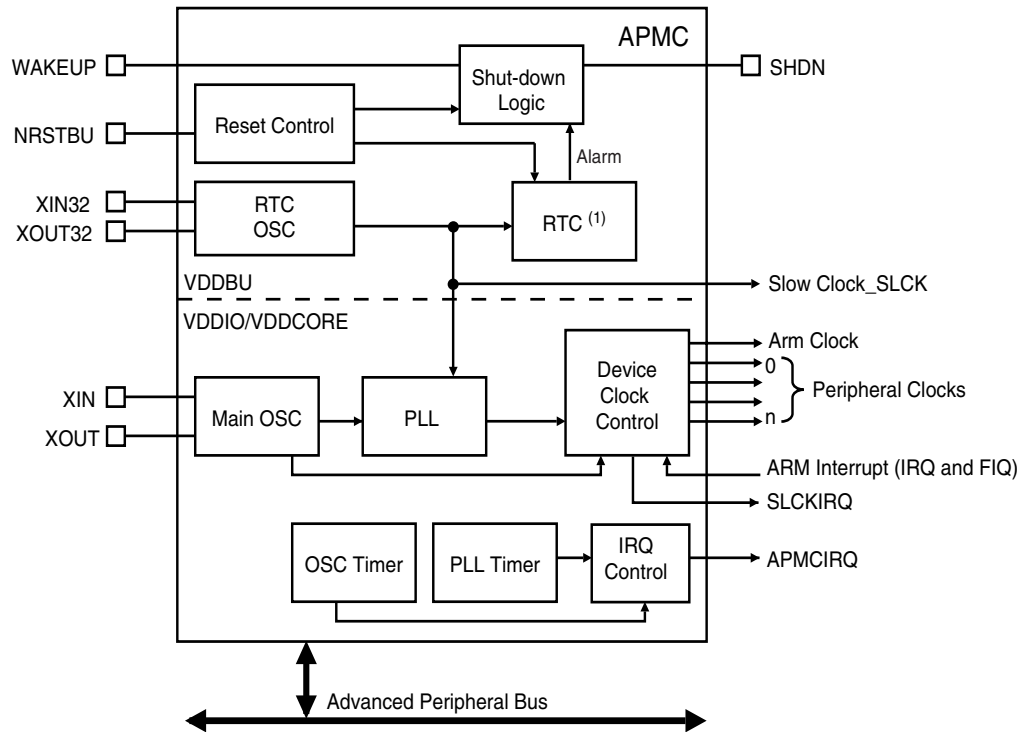 APMC
WAKEUP
Shut-down
Logic
SHDN
NRSTBU
Reset Control
Alarm
XIN32
XOUT32
RTC
OSC
RTC (1)
VDDBU
Slow Clock_SLCK
VDDIO/VDDCORE
Arm Clock
0
Peripheral Clocks
n
XIN
XOUT
Main OSC
PLL
Device
Clock
Control
ARM Interrupt (IRQ and FIQ)
SLCKIRQ
OSC Timer
PLL Timer
IRQ
Control
APMCIRQ
Advanced Peripheral Bus